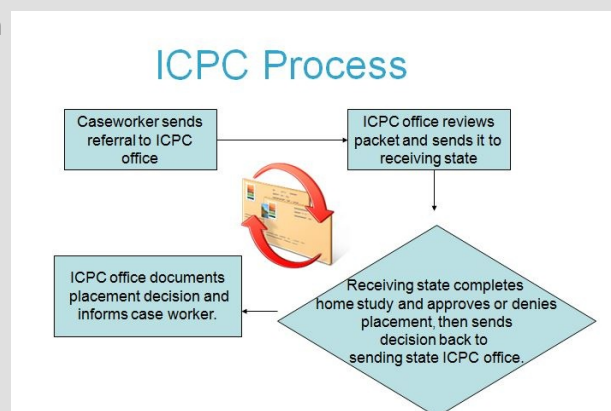 ICPC Process
Caseworker sends
referral to ICPC
office
ICPC office reviews
packet and sends it to
receiving state
Receiving state completes
home study and approves or denies
placement, then sends
decision back to
sending state ICPC office.
ICPC office documents
placement decision and
informs case worker.